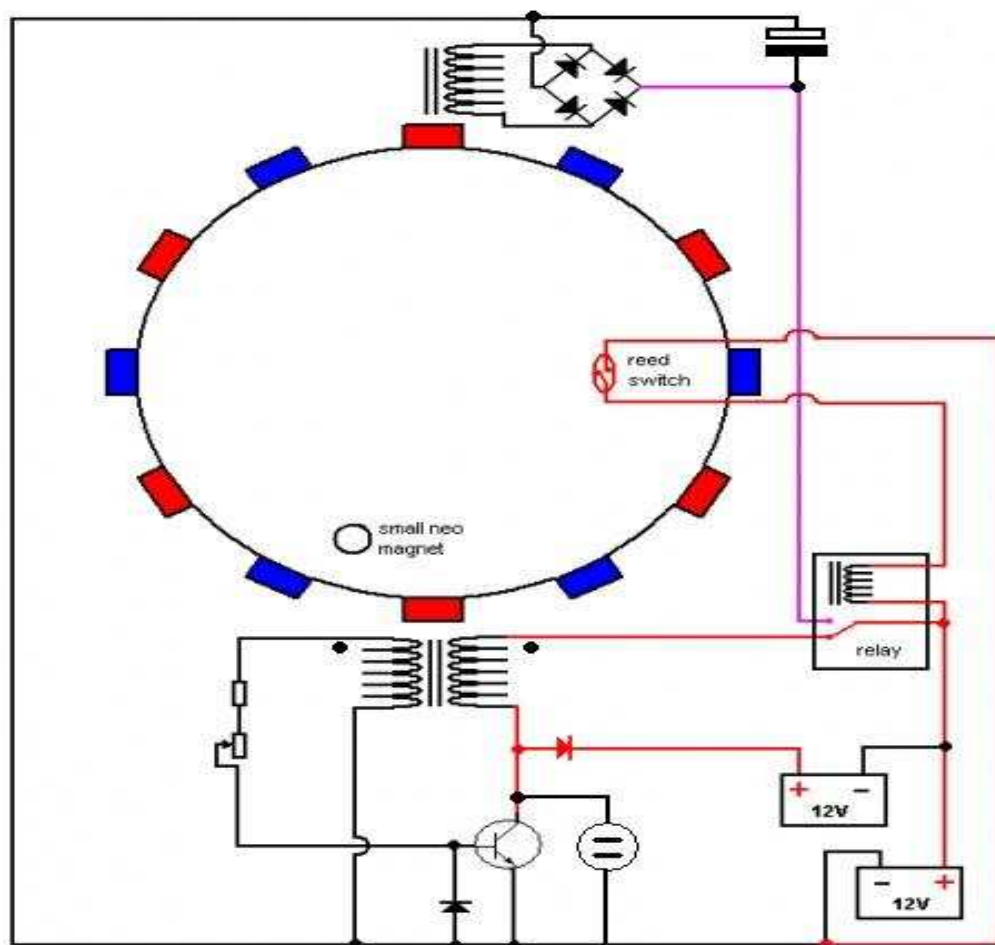 reed
switch
small neo
magnet
relay
+ −
12V
− +
12V